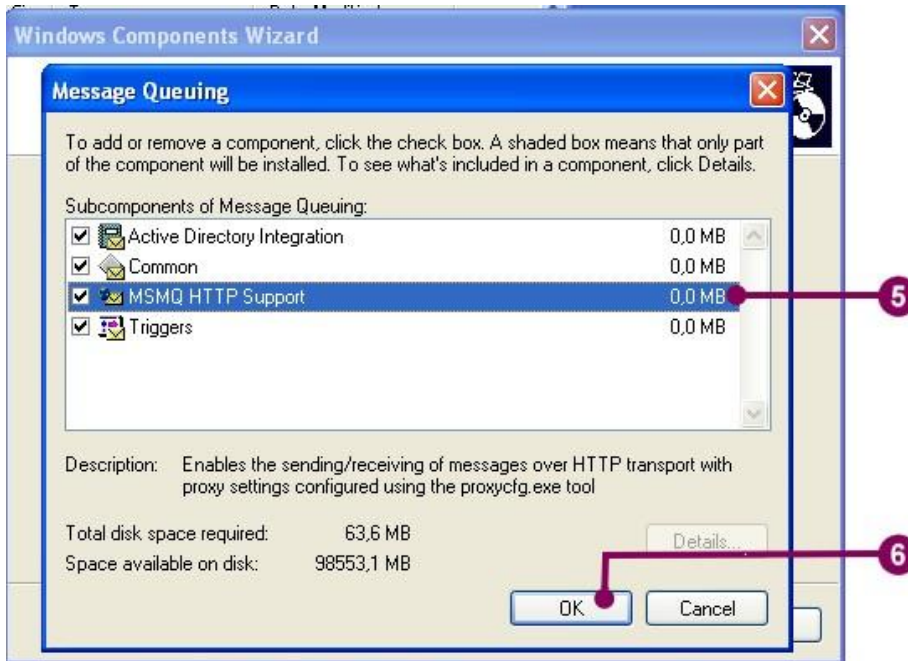 Windows Components Wizard
Message Queuing
To add or remove a component, click the check box. A shaded box means that only part
of the component will be installed. To see what's included in a component, click Details.
Subcomponents of Message Queuing:
Active Directory Integration 0,0 MB
Common 0,0 MB
MSMQ HTTP Support 0,0 MB
5
Triggers 0,0 MB
Description: Enables the sending/receiving of messages over HTTP transport with
proxy settings configured using the proxycfg.exe tool
Total disk space required: 63,6 MB
Details...
6
Space available on disk: 98553,1 MB
OK Cancel